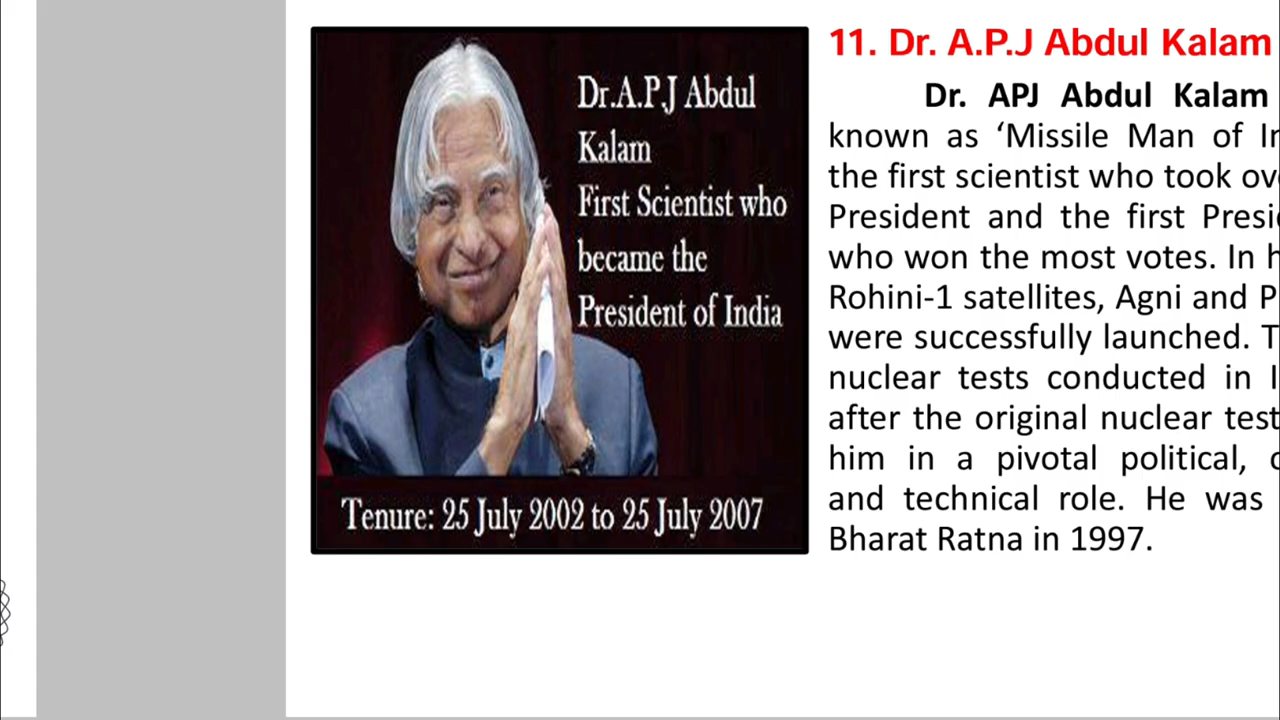 Dr.A.P.J Abdul
Kalam
First Scientist who
became the
President of India
Tenure: 25 July 2002 to 25 July 2007
11. Dr. A.P.J Abdul Kalam
Dr. APJ Abdul Kalam
known as ‘Missile Man of
the first scientist who took
President and the first
who won the most votes. In
Rohini-1 satellites, Agni and
were successfully launched.
nuclear tests conducted in
after the original nuclear
him in a pivotal political,
and technical role. He was
Bharat Ratna in 1997.